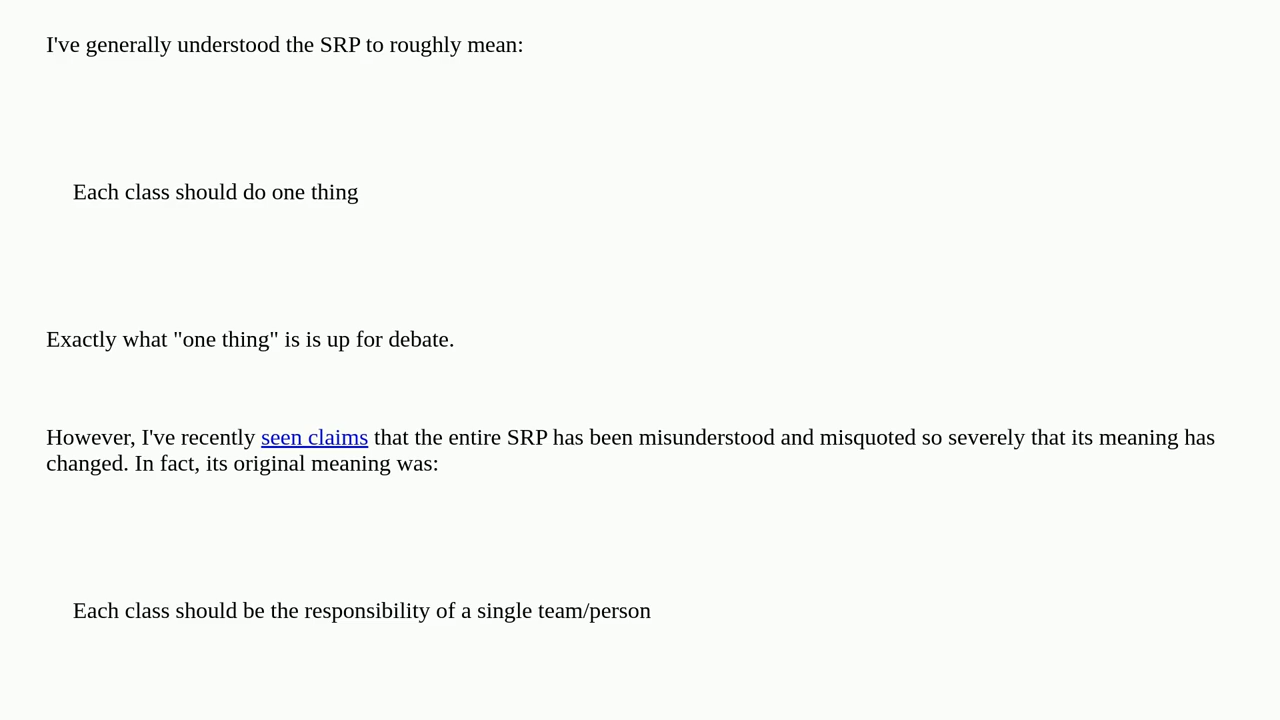 I've generally understood the SRP to roughly mean:
Each class should do one thing
Exactly what "one thing" is is up for debate.
However, I've recently seen claims that the entire SRP has been misunderstood and misquoted so severely that its meaning has
changed. In fact, its original meaning was:
Each class should be the responsibility of a single team/person